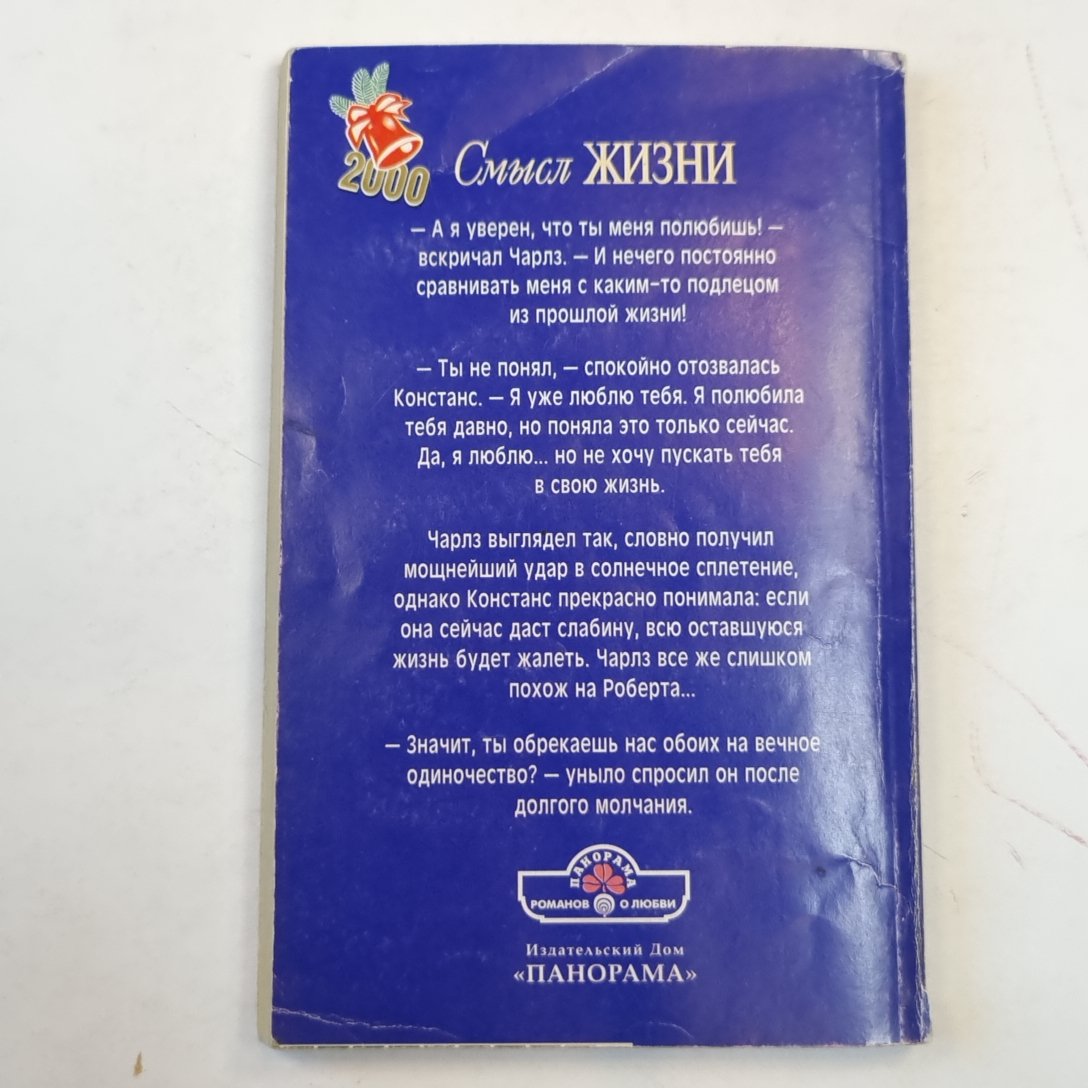 2000
Смысл ЖИЗНИ
— А я уверен, что ты меня полюбишь! —
вскричал Чарлз. — И нечего постоянно
сравнивать меня с каким-то подлецом
из прошлой жизни!
— Ты не понял, — спокойно отозвалась
Констанс. — Я уже люблю тебя. Я полюбила
тебя давно, но поняла это только сейчас.
Да, я люблю... но не хочу пускать тебя
в свою жизнь.
Чарлз выглядел так, словно получил
мощнейший удар в солнечное сплетение,
однако Констанс прекрасно понимала: если
она сейчас даст слабину, всю оставшуюся
жизнь будет жалеть. Чарлз все же слишком
похож на Роберта...
— Значит, ты обрекаешь нас обоих на вечное
одиночество? — уныло спросил он после
долгого молчания.
ПАНОРАМА
РОМАНОВ О ЛЮБВИ
Издательский Дом
«ПАНОРАМА»